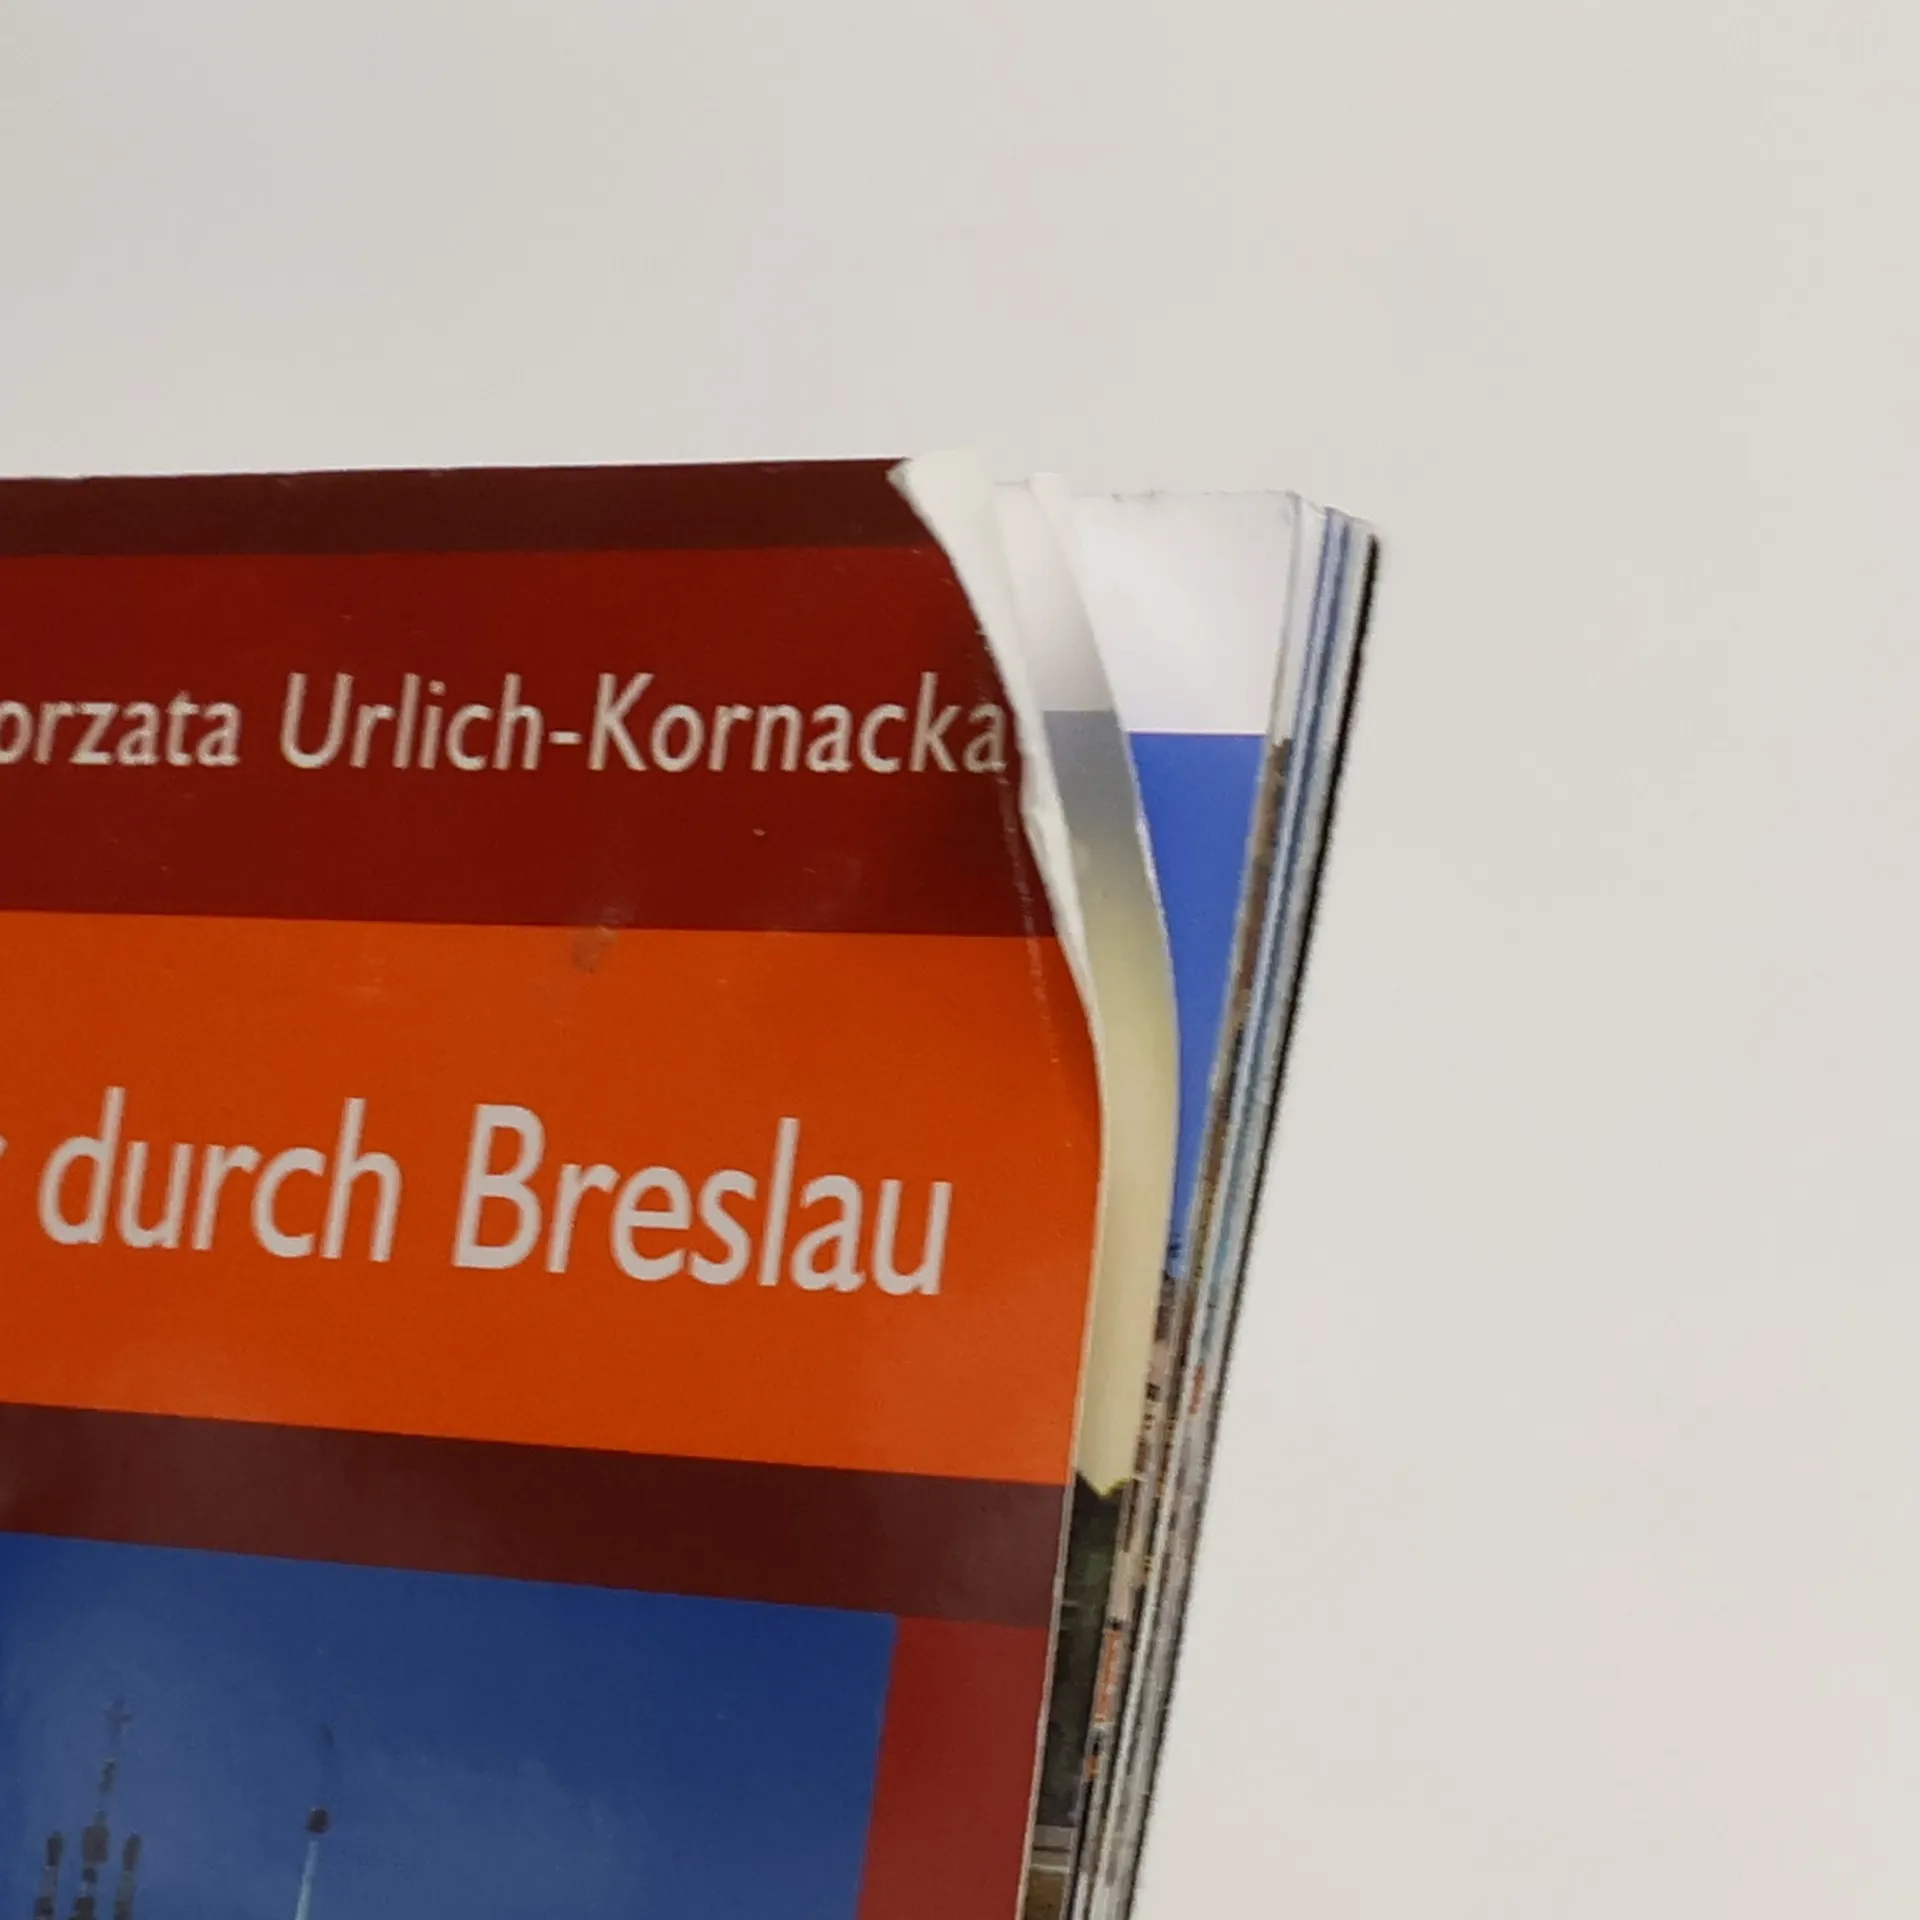 orzata Urlich-Kornacka
durch Breslau